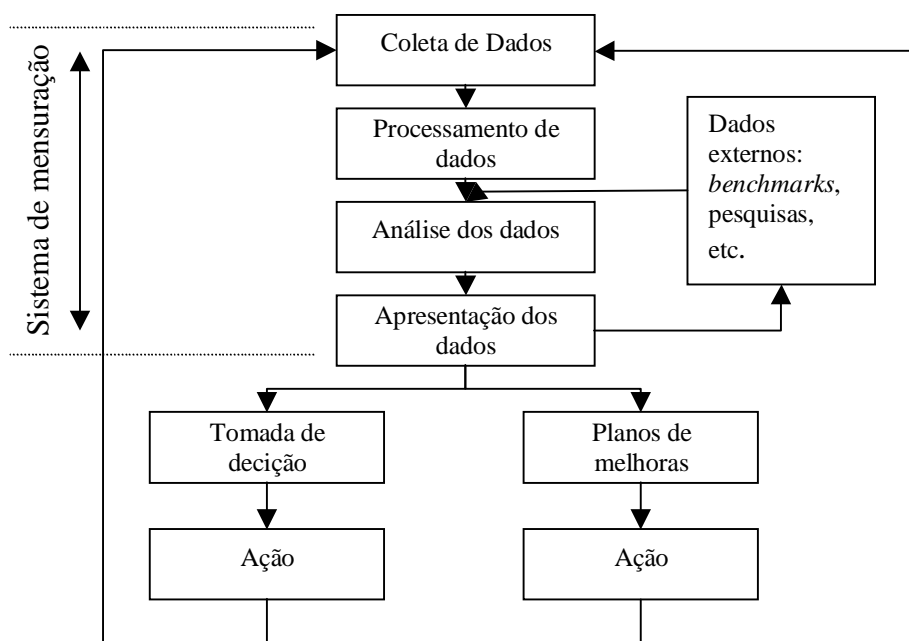 Coleta de Dados
Sistema de mensuração
Processamento de
dados
Dados
externos:
benchmarks,
pesquisas,
etc.
Análise dos dados
Apresentação dos
dados
Tomada de
decição
Planos de
melhoras
Ação
Ação